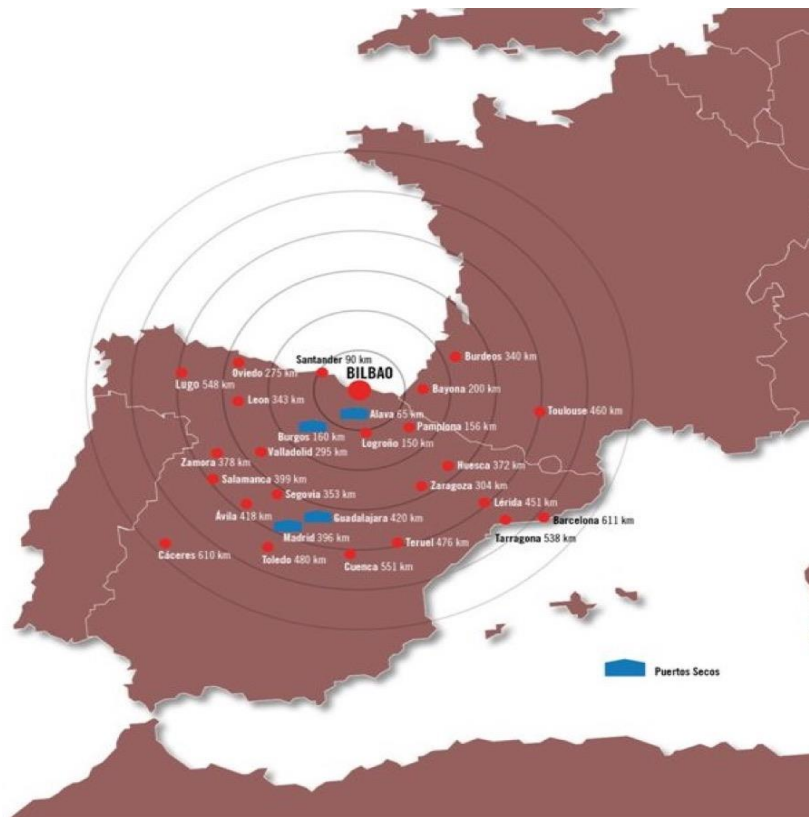 Santander 90 km
BILBAO
Burdeos 340 km
Oviedo 275 km
Lugo 548 km
Bayona 200 km
Leon 343 km
Alava 65 km
Toulouse 460 km
Pamplona 156 km
Burgos 160 km
Logroño 150 km
Valladolid 295 km
Zamora 378 km
Huesca 372 km
Salamanca 399 km
Zaragoza 304 km
Segovia 353 km
Lérida 451 km
Ávila 418 km
Guadalajara 420 km
Barcelona 611 km
Madrid 396 km
Tarragona 538 km
Teruel 476 km
Cáceres 610 km
Toledo 480 km
Cuenca 551 km
Puertos Secos